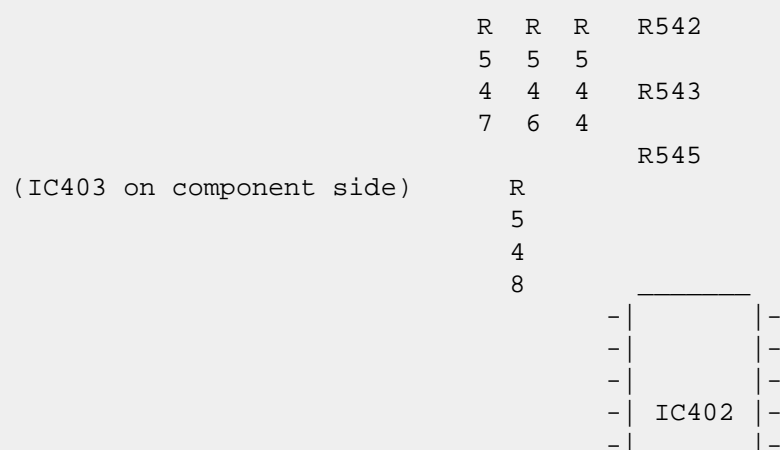 R  R  R   R542
                             5  5  5
                             4  4  4   R543
                             7  6  4
                                       R545
(IC403 on component side)      R
                               5
                               4
                               8       _______
                                     -|       |-
                                     -|       |-
                                     -|       |-
                                     -| IC402 |-
                                     -|       |-